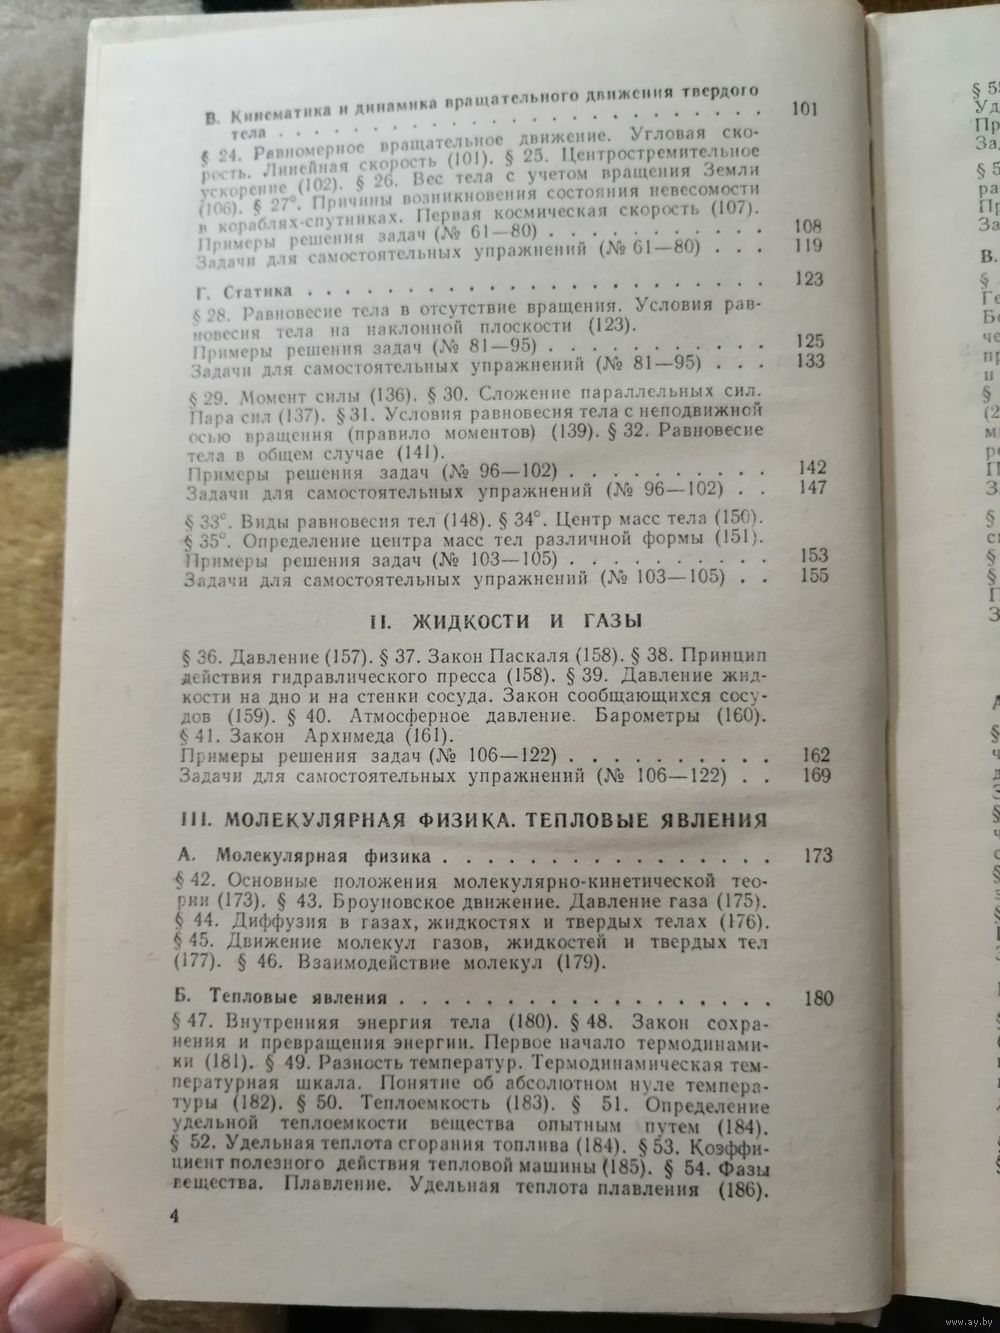 В. Кинематика и динамика вращательного движения твердого
тела . . . . . . . . . . . . . . . . . . . . . . . 101
§ 24. Равномерное вращательное движение. Угловая ско-
рость. Линейная скорость (101). § 25. Центростремительное
ускорение (102). § 26. Вес тела с учетом вращения Земли
(106). § 27°. Причины возникновения состояния невесомости
в кораблях-спутниках. Первая космическая скорость (107).
Примеры решения задач (№ 61—80) . . . . . . . . . . . 108
Задачи для самостоятельных упражнений (№ 61—80) . . . 119
Г. Статика . . . . . . . . . . . . . . . . . . . . . . . 123
§ 28. Равновесие тела в отсутствие вращения. Условия рав-
новесия тела на наклонной плоскости (123).
Примеры решения задач (№ 81—95) . . . . . . . . . . . 125
Задачи для самостоятельных упражнений (№ 81—95) . . . 133
§ 29. Момент силы (136). § 30. Сложение параллельных сил.
Пара сил (137). § 31. Условия равновесия тела с неподвижной
осью вращения (правило моментов) (139). § 32. Равновесие
тела в общем случае (141).
Примеры решения задач (№ 96—102) . . . . . . . . . . 142
Задачи для самостоятельных упражнений (№ 96—102) . . 147
§ 33°. Виды равновесия тел (148). § 34°. Центр масс тела (150).
§ 35°. Определение центра масс тел различной формы (151).
Примеры решения задач (№ 103—105) . . . . . . . . . . 153
Задачи для самостоятельных упражнений (№ 103—105) . . 155
II. ЖИДКОСТИ И ГАЗЫ
§ 36. Давление (157). § 37. Закон Паскаля (158). § 38. Принцип
действия гидравлического пресса (158). § 39. Давление жид-
кости на дно и на стенки сосуда. Закон сообщающихся сосу-
дов (159). § 40. Атмосферное давление. Барометры (160).
§ 41. Закон Архимеда (161).
Примеры решения задач (№ 106—122) . . . . . . . . . . 162
Задачи для самостоятельных упражнений (№ 106—122) . . 169
III. МОЛЕКУЛЯРНАЯ ФИЗИКА. ТЕПЛОВЫЕ ЯВЛЕНИЯ
А. Молекулярная физика . . . . . . . . . . . . . . . . 173
§ 42. Основные положения молекулярно-кинетической тео-
рии (173). § 43. Броуновское движение. Давление газа (175).
§ 44. Диффузия в газах, жидкостях и твердых телах (176).
§ 45. Движение молекул газов, жидкостей и твердых тел
(177). § 46. Взаимодействие молекул (179).
Б. Тепловые явления . . . . . . . . . . . . . . . . . . 180
§ 47. Внутренняя энергия тела (180). § 48. Закон сохра-
нения и превращения энергии. Первое начало термодинами-
ки (181). § 49. Разность температур. Термодинамическая тем-
пературная шкала. Понятие об абсолютном нуле темпера-
туры (182). § 50. Теплоемкость (183). § 51. Определение
удельной теплоемкости вещества опытным путем (184).
§ 52. Удельная теплота сгорания топлива (184). § 53. Коэффи-
циент полезного действия тепловой машины (185). § 54. Фазы
вещества. Плавление. Удельная теплота плавления (186).
4
www.ay.by